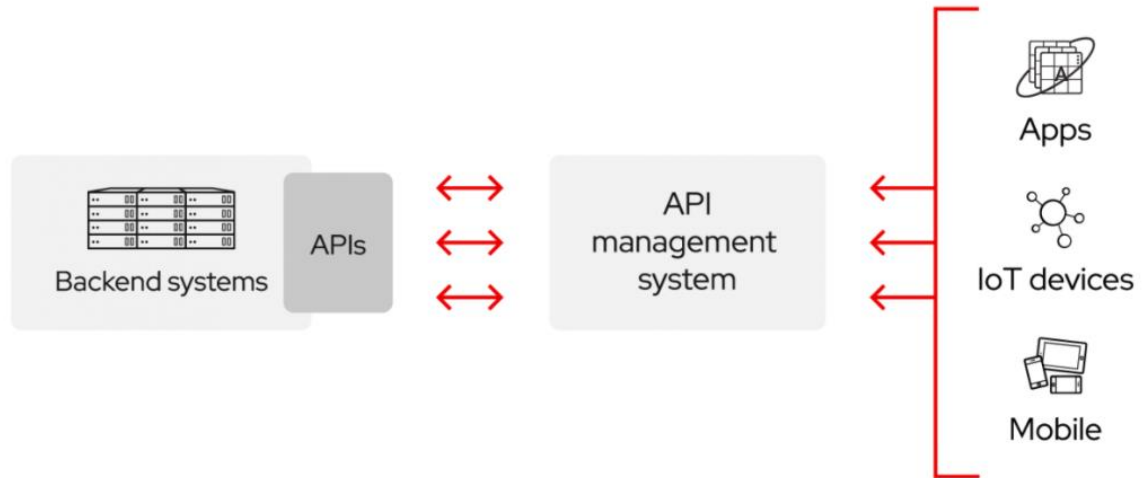 Backend systems
APIs
API
management
system
Apps
IoT devices
Mobile